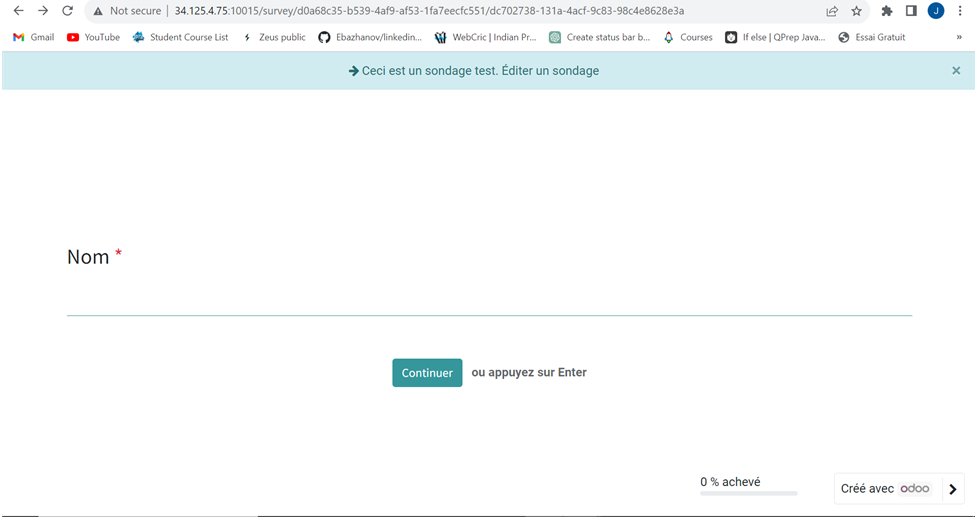 Not secure | 34.125.4.75:10015/survey/d0a68c35-b539-4af9-af53-1fa7eecfc551/dc702738-131a-4acf-9c83-98c4e8628e3a J
Gmail YouTube Student Course List Zeus public Ebazhanov/linkedin... WebCric | Indian Pr... Create status bar b... Courses If else | QPrep Java... Essai Gratuit »
Ceci est un sondage test. Éditer un sondage ×
Nom *
Continuer ou appuyez sur Enter
0 % achevé
Créé avec odoo